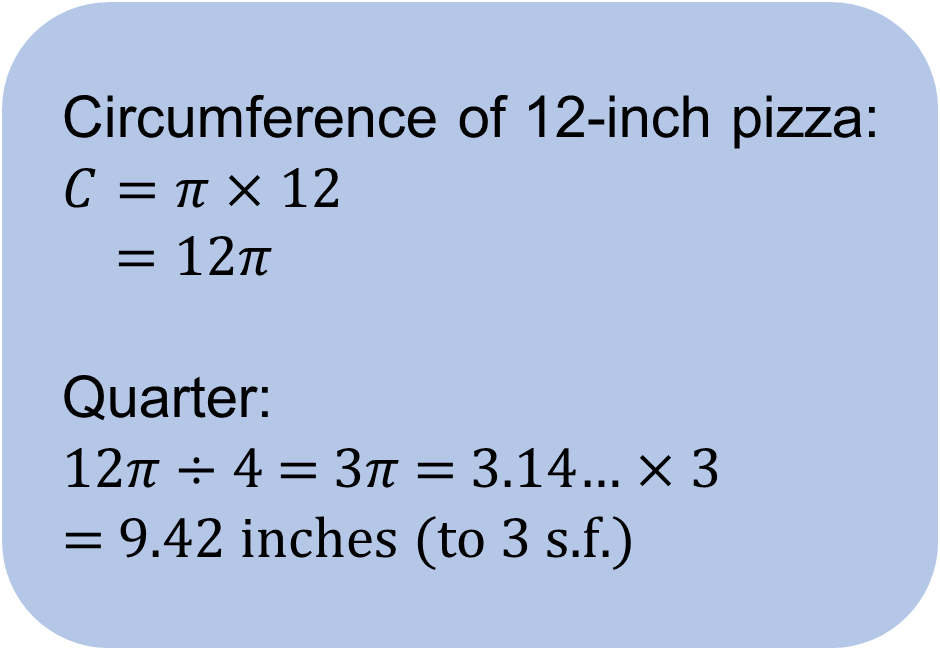 Circumference of 12-inch pizza:
𝐶 = 𝜋 × 12
= 12𝜋
Quarter:
12𝜋 ÷ 4 = 3𝜋 = 3.14… × 3
= 9.42 inches (to 3 s.f.)